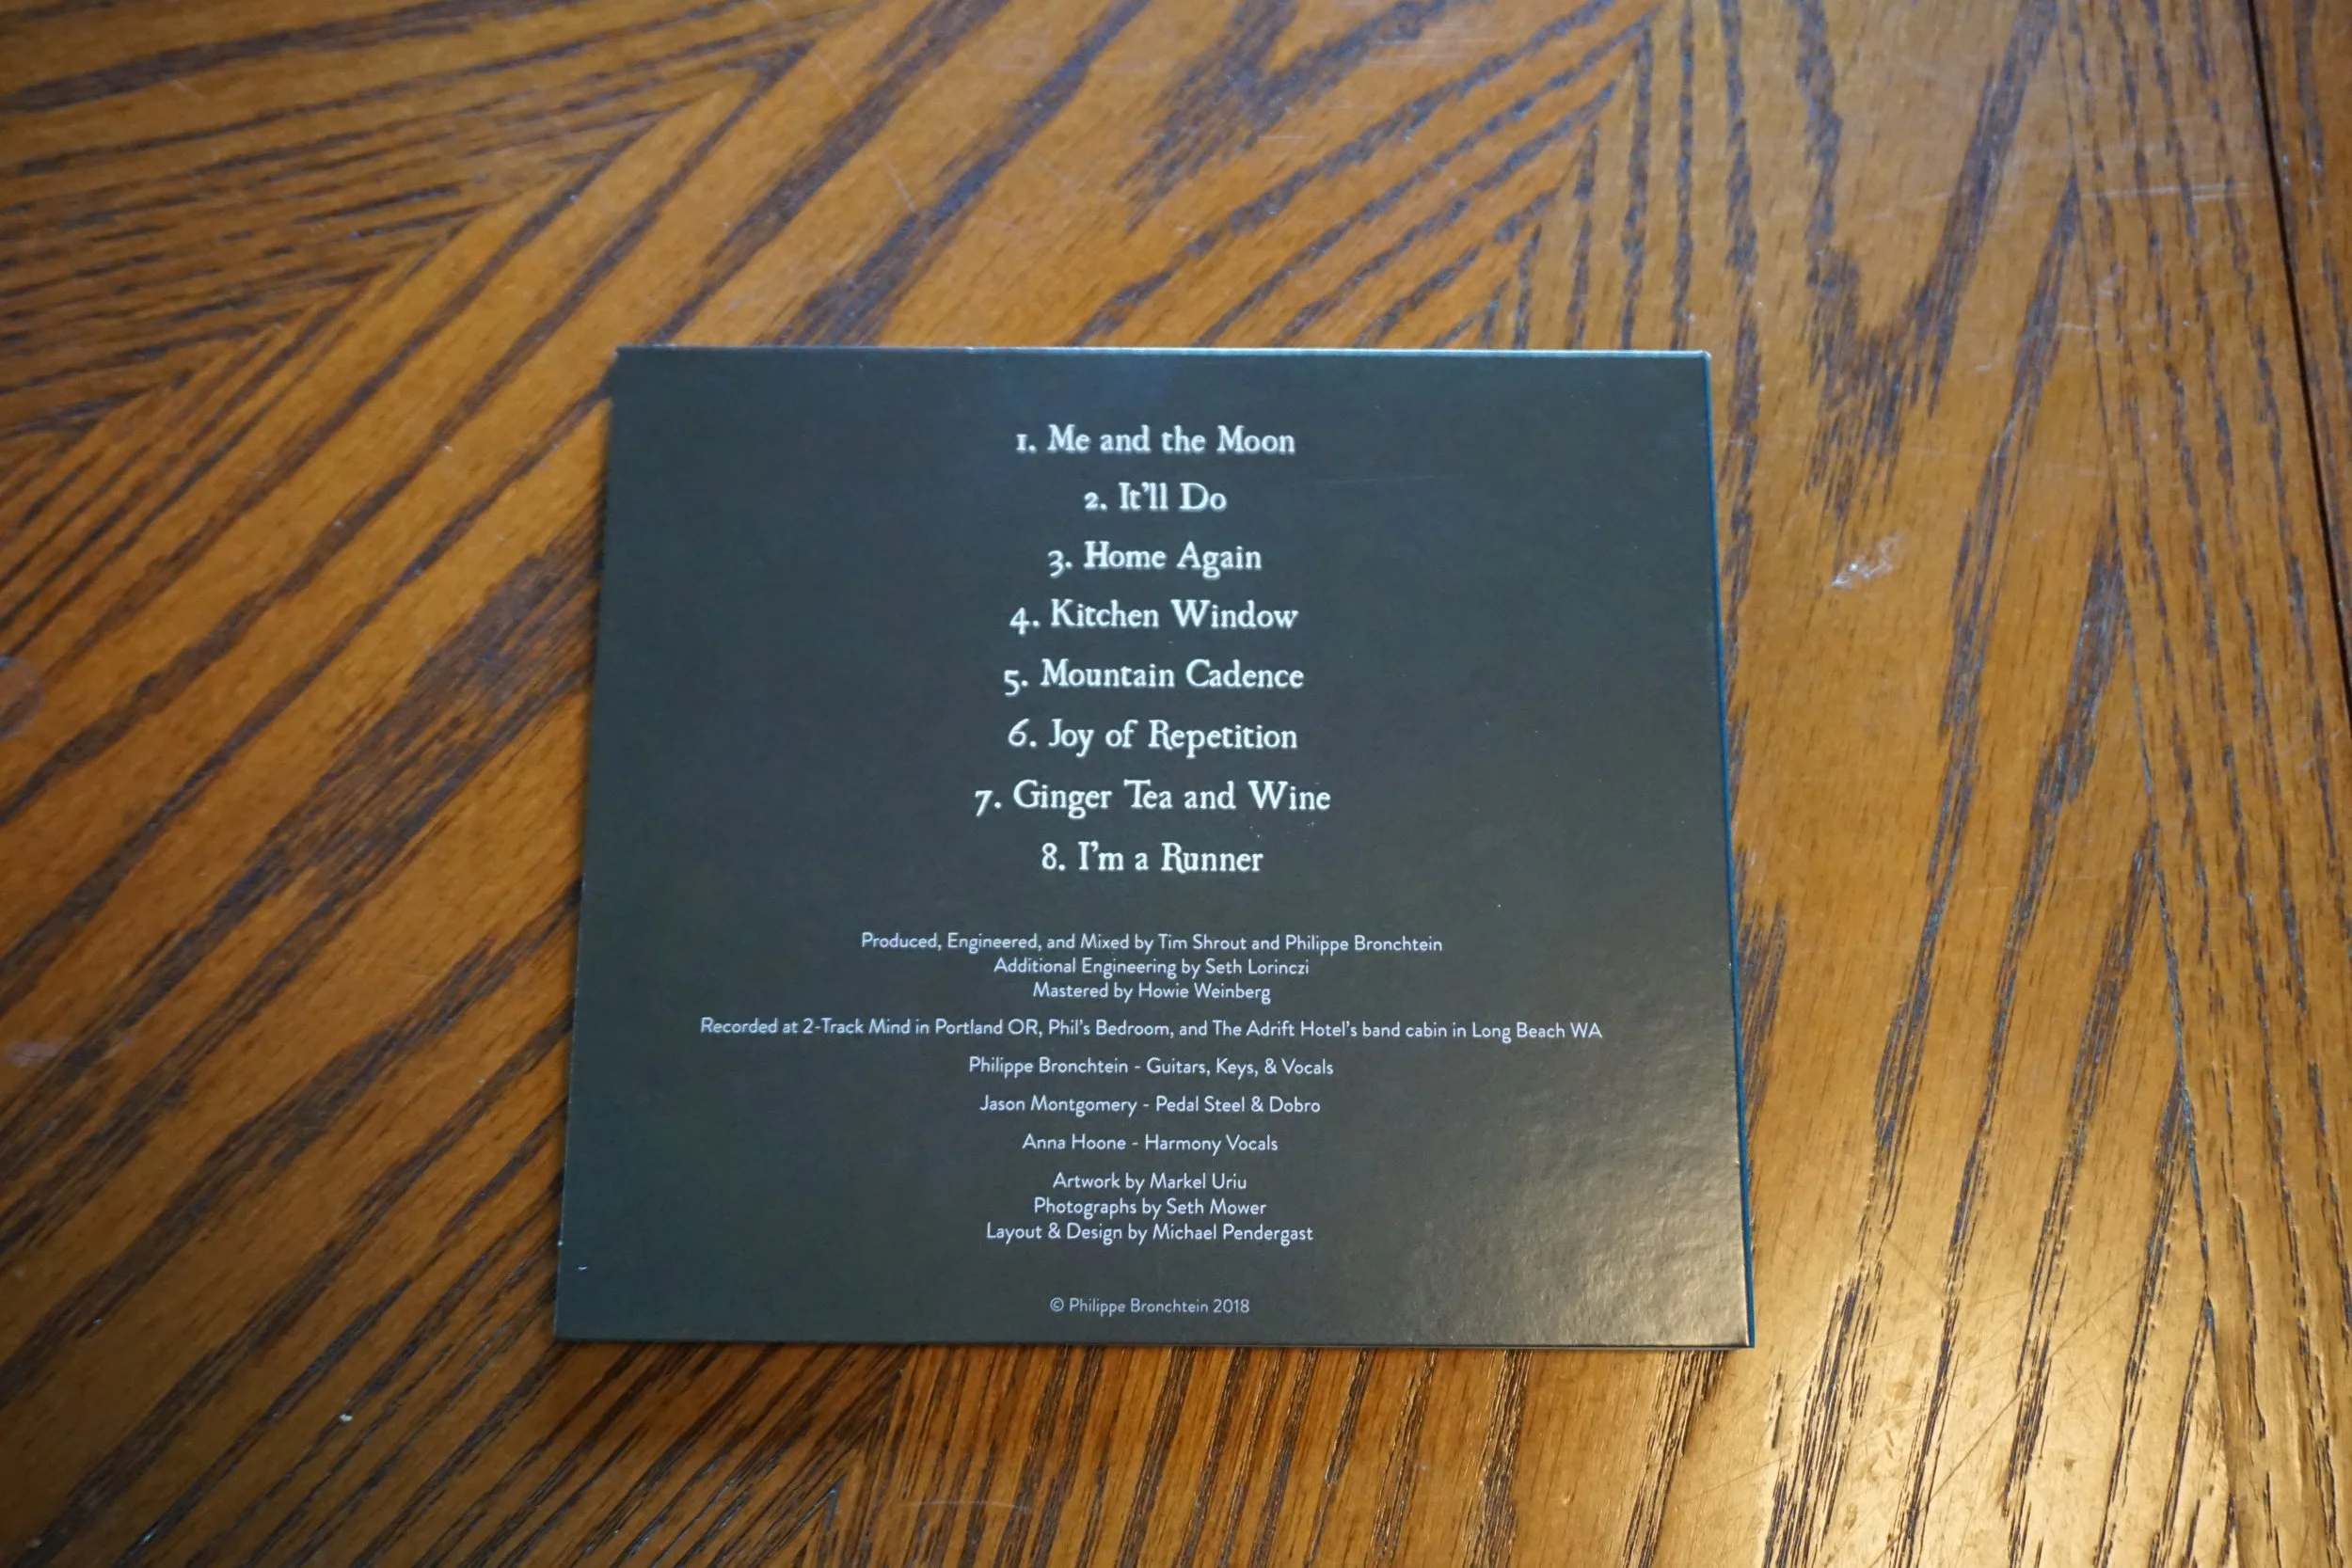 1. Me and the Moon
2. It'll Do
3. Home Again
4. Kitchen Window
5. Mountain Cadence
6. Joy of Repetition
7. Ginger Tea and Wine
8. I'm a Runner
Produced, Engineered, and Mixed by Tim Shrout and Philippe Bronchtein
Additional Engineering by Seth Lorinczi
Mastered by Howie Weinberg
Recorded at 2-Track Mind in Portland OR, Phil's Bedroom, and The Adrift Hotel's band cabin in Long Beach WA
Philippe Bronchtein - Guitars, Keys, & Vocals
Jason Montgomery - Pedal Steel & Dobro
Anna Hoone - Harmony Vocals
Artwork by Markel Uriu
Photographs by Seth Mower
Layout & Design by Michael Pendergast
© Philippe Bronchtein 2018